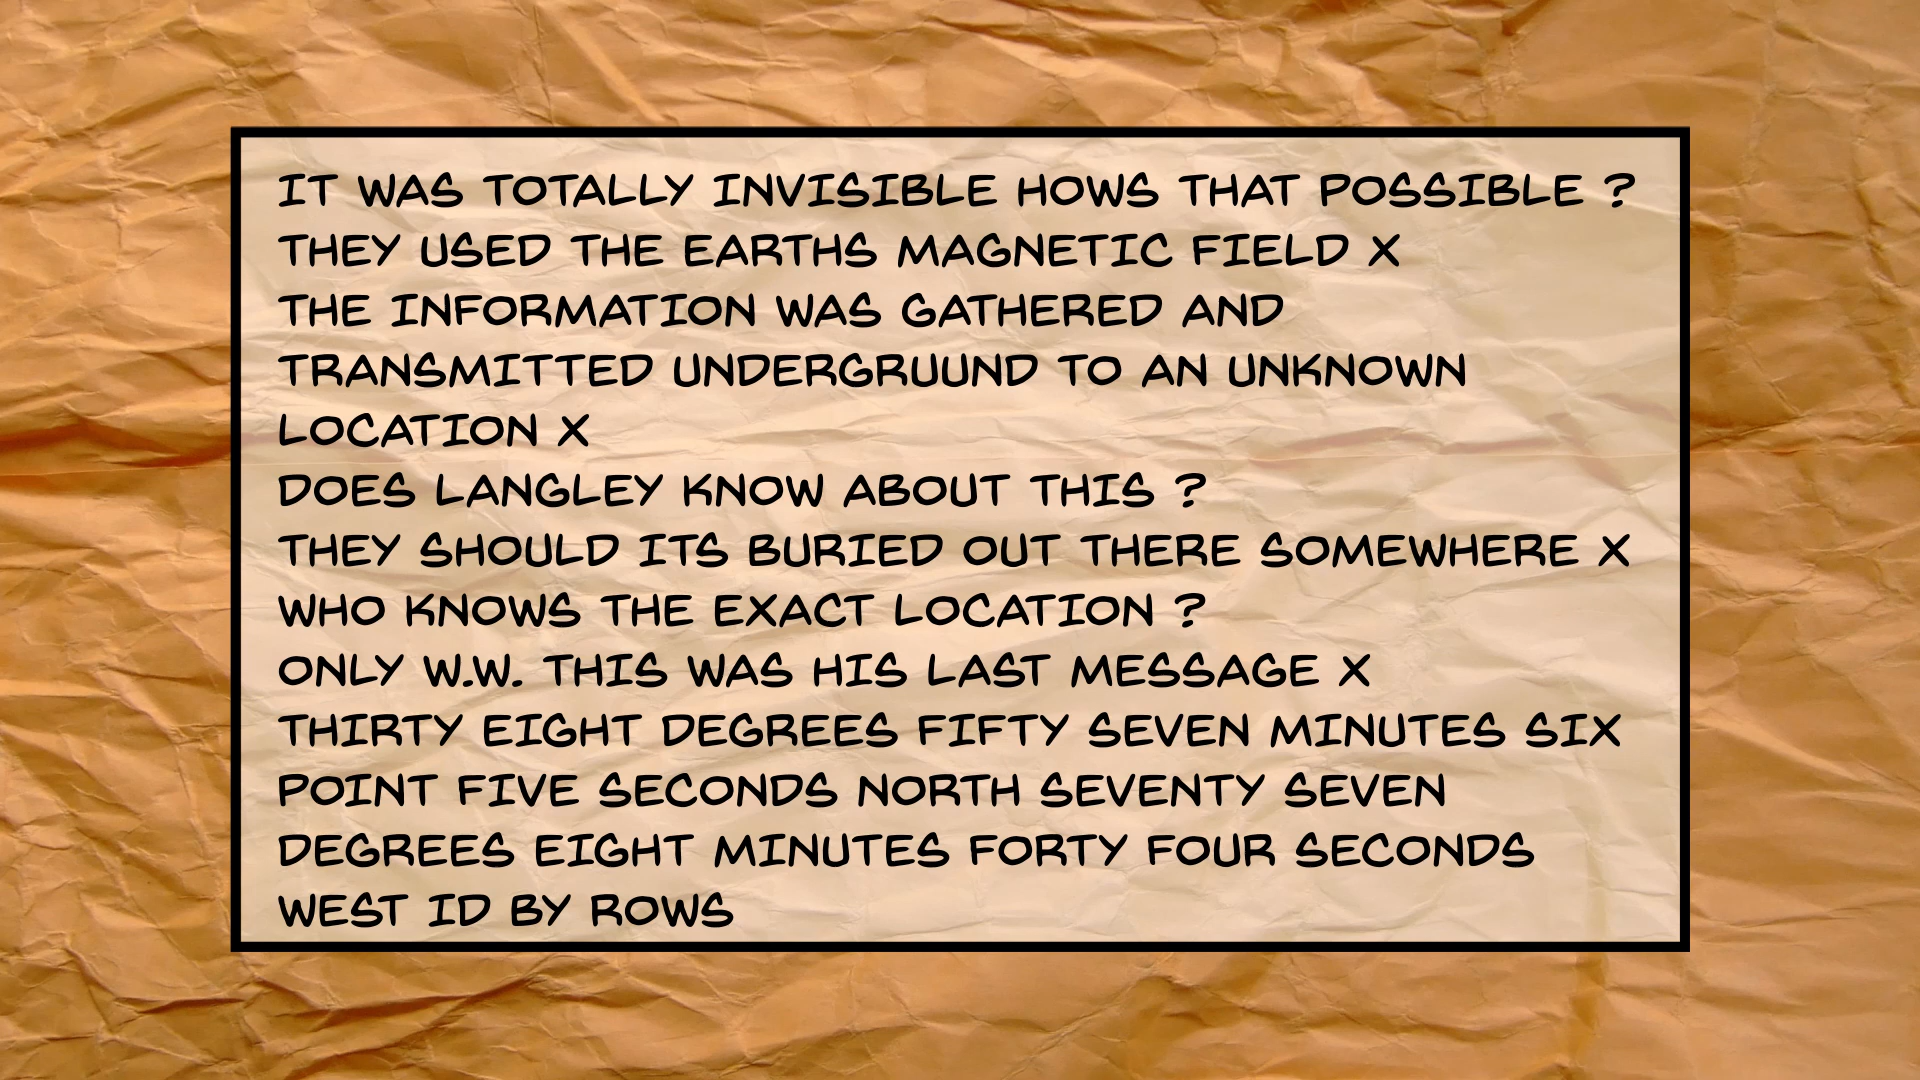 IT WAS TOTALLY INVISIBLE HOWS THAT POSSIBLE ?
THEY USED THE EARTHS MAGNETIC FIELD X
THE INFORMATION WAS GATHERED AND
TRANSMITTED UNDERGRUUND TO AN UNKNOWN
LOCATION X
DOES LANGLEY KNOW ABOUT THIS ?
THEY SHOULD ITS BURIED OUT THERE SOMEWHERE X
WHO KNOWS THE EXACT LOCATION ?
ONLY W.W. THIS WAS HIS LAST MESSAGE X
THIRTY EIGHT DEGREES FIFTY SEVEN MINUTES SIX
POINT FIVE SECONDS NORTH SEVENTY SEVEN
DEGREES EIGHT MINUTES FORTY FOUR SECONDS
WEST ID BY ROWS